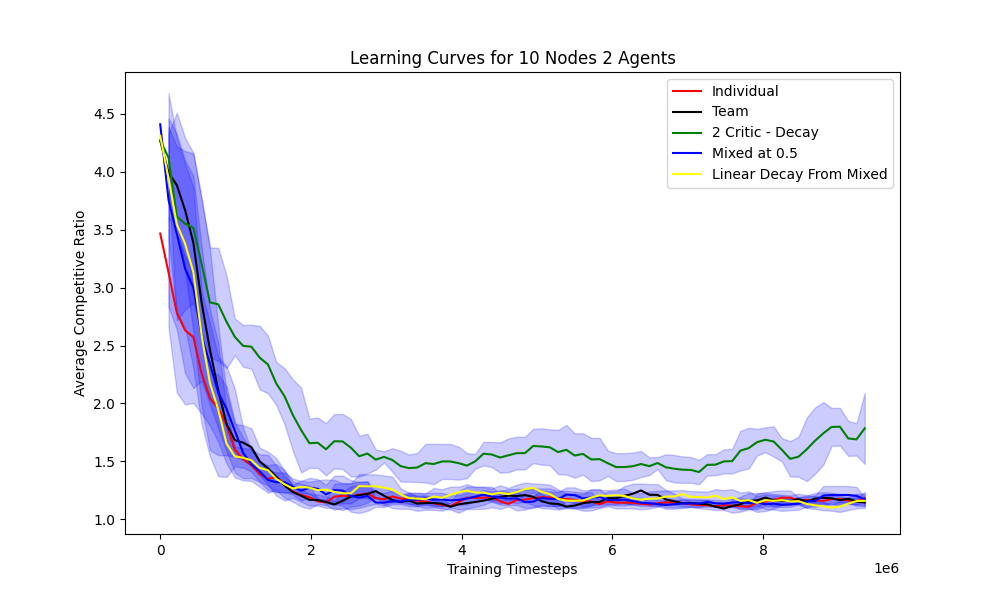 Learning Curves for 10 Nodes 2 Agents
Individual
Team
2 Critic - Decay
Mixed at 0.5
Linear Decay From Mixed
Average Competitive Ratio
4.5
4.0
3.5
3.0
2.5
2.0
1.5
1.0
0 2 4 6 8
1e6
Training Timesteps